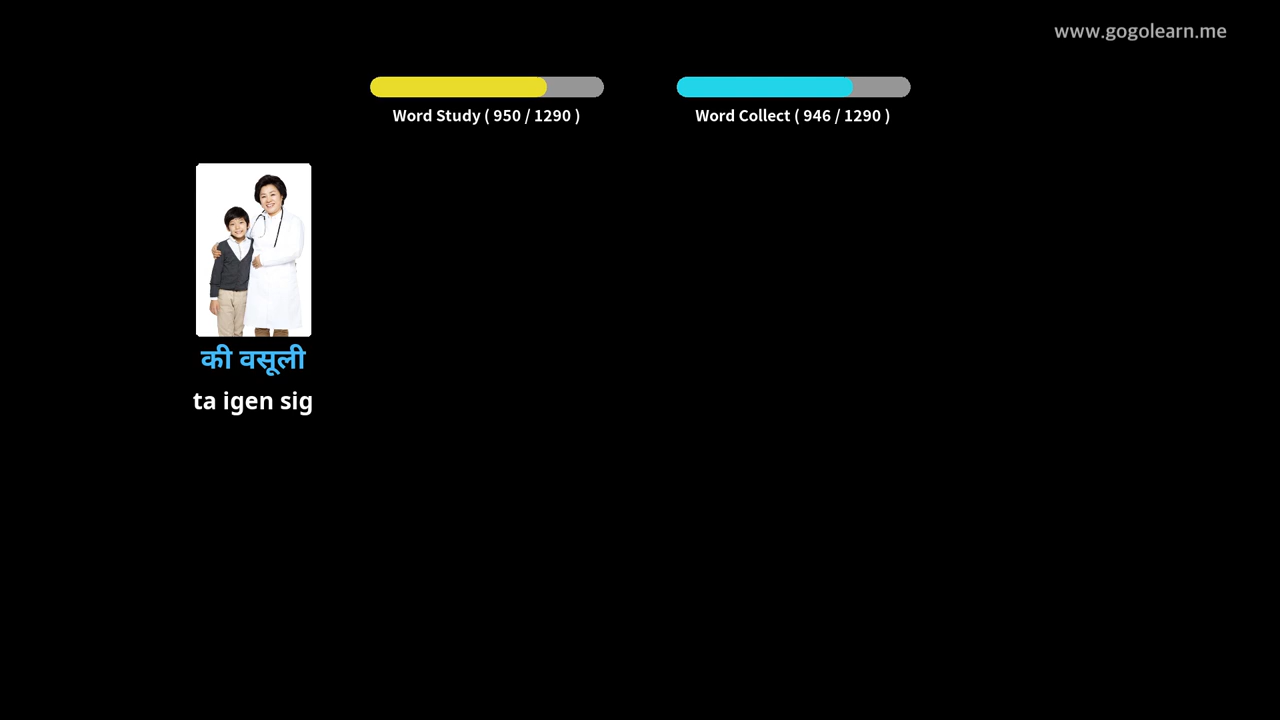 www.gogolearn.me
Word Study ( 950 / 1290 )
Word Collect ( 946 / 1290 )
की वसूली
ta igen sig